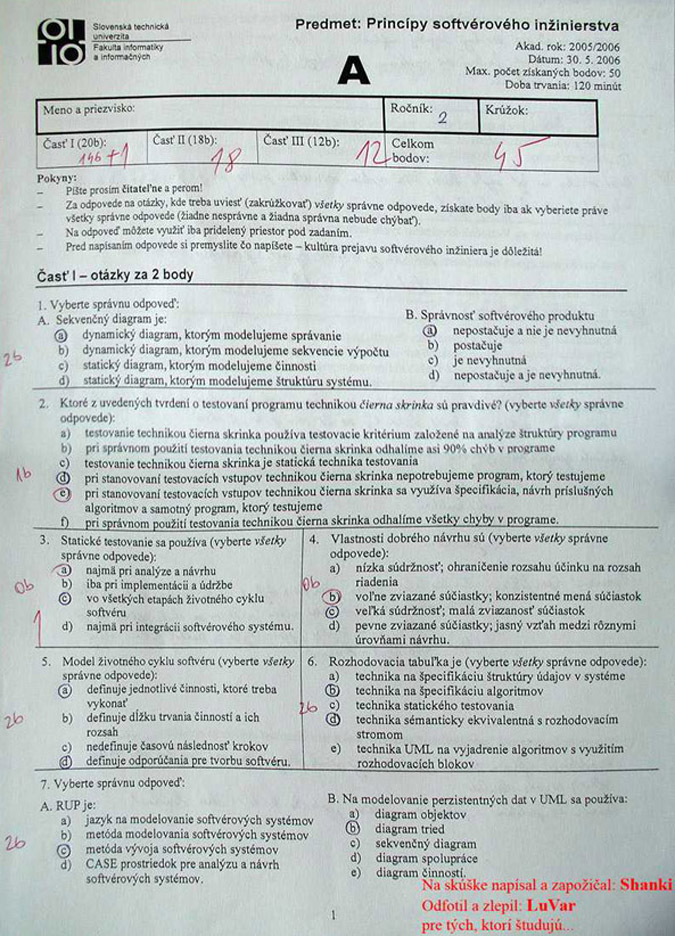 Slovenská technická
univerzita
Fakulta informatiky
a informačných
Predmet: Princípy softvérového inžinierstva
A
Akad. rok: 2005/2006
Dátum: 30. 5. 2006
Max. počet získaných bodov: 50
Doba trvania: 120 minút
Meno a priezvisko:
Ročník: 2
Krúžok:
Časť I (20b): 14b+1
Časť II (18b): 18
Časť III (12b): 12
Celkom
bodov: 45
Pokyny:
– Píšte prosím čitateľne a perom!
– Za odpovede na otázky, kde treba uviesť (zakrúžkovať) všetky správne odpovede, získate body iba ak vyberiete práve
všetky správne odpovede (žiadne nesprávne a žiadna správna nebude chýbať).
– Na odpoveď môžete využiť iba pridelený priestor pod zadaním.
– Pred napísaním odpovede si premyslite čo napíšete – kultúra prejavu softvérového inžiniera je dôležitá!
Časť I – otázky za 2 body
1. Vyberte správnu odpoveď:
A. Sekvenčný diagram je:
a) dynamický diagram, ktorým modelujeme správanie
b) dynamický diagram, ktorým modelujeme sekvencie výpočtu
c) statický diagram, ktorým modelujeme činnosti
d) statický diagram, ktorým modelujeme štruktúru systému.
2b
B. Správnosť softvérového produktu
a) nepostačuje a nie je nevyhnutná
b) postačuje
c) je nevyhnutná
d) nepostačuje a je nevyhnutná.
2. Ktoré z uvedených tvrdení o testovaní programu technikou čierna skrinka sú pravdivé? (vyberte všetky správne
odpovede):
a) testovanie technikou čierna skrinka používa testovacie kritérium založené na analýze štruktúry programu
b) pri správnom použití testovania technikou čierna skrinka odhalíme asi 90% chýb v programe
c) testovanie technikou čierna skrinka je statická technika testovania
1b
d) pri stanovovaní testovacích vstupov technikou čierna skrinka nepotrebujeme program, ktorý testujeme
e) pri stanovovaní testovacích vstupov technikou čierna skrinka sa využíva špecifikácia, návrh príslušných
algoritmov a samotný program, ktorý testujeme
f) pri správnom použití testovania technikou čierna skrinka odhalíme všetky chyby v programe.
3. Statické testovanie sa používa (vyberte všetky
správne odpovede):
a) najmä pri analýze a návrhu
0b
b) iba pri implementácii a údržbe
c) vo všetkých etapách životného cyklu
softvéru
1
d) najmä pri integrácii softvérového systému.
4. Vlastnosti dobrého návrhu sú (vyberte všetky správne
odpovede):
a) nízka súdržnosť; ohraničenie rozsahu účinku na rozsah
riadenia
0b
b) voľne zviazané súčiastky; konzistentné mená súčiastok
c) veľká súdržnosť; malá zviazanosť súčiastok
d) pevne zviazané súčiastky; jasný vzťah medzi rôznymi
úrovňami návrhu.
5. Model životného cyklu softvéru (vyberte všetky
správne odpovede):
a) definuje jednotlivé činnosti, ktoré treba
vykonať
2b
b) definuje dĺžku trvania činností a ich
rozsah
c) nedefinuje časovú následnosť krokov
d) definuje odporúčania pre tvorbu softvéru.
6. Rozhodovacia tabuľka je (vyberte všetky správne odpovede):
a) technika na špecifikáciu štruktúry údajov v systéme
b) technika na špecifikáciu algoritmov
2b
c) technika statického testovania
d) technika sémanticky ekvivalentná s rozhodovacím
stromom
e) technika UML na vyjadrenie algoritmov s využitím
rozhodovacích blokov
7. Vyberte správnu odpoveď:
A. RUP je:
a) jazyk na modelovanie softvérových systémov
b) metóda modelovania softvérových systémov
2b
c) metóda vývoja softvérových systémov
d) CASE prostriedok pre analýzu a návrh
softvérových systémov.
B. Na modelovanie perzistentných dat v UML sa používa:
a) diagram objektov
b) diagram tried
c) sekvenčný diagram
d) diagram spolupráce
e) diagram činností.
1
Na skúške napísal a zapožičal: Shanki
Odfotil a zlepil: LuVar
pre tých, ktorí študujú...